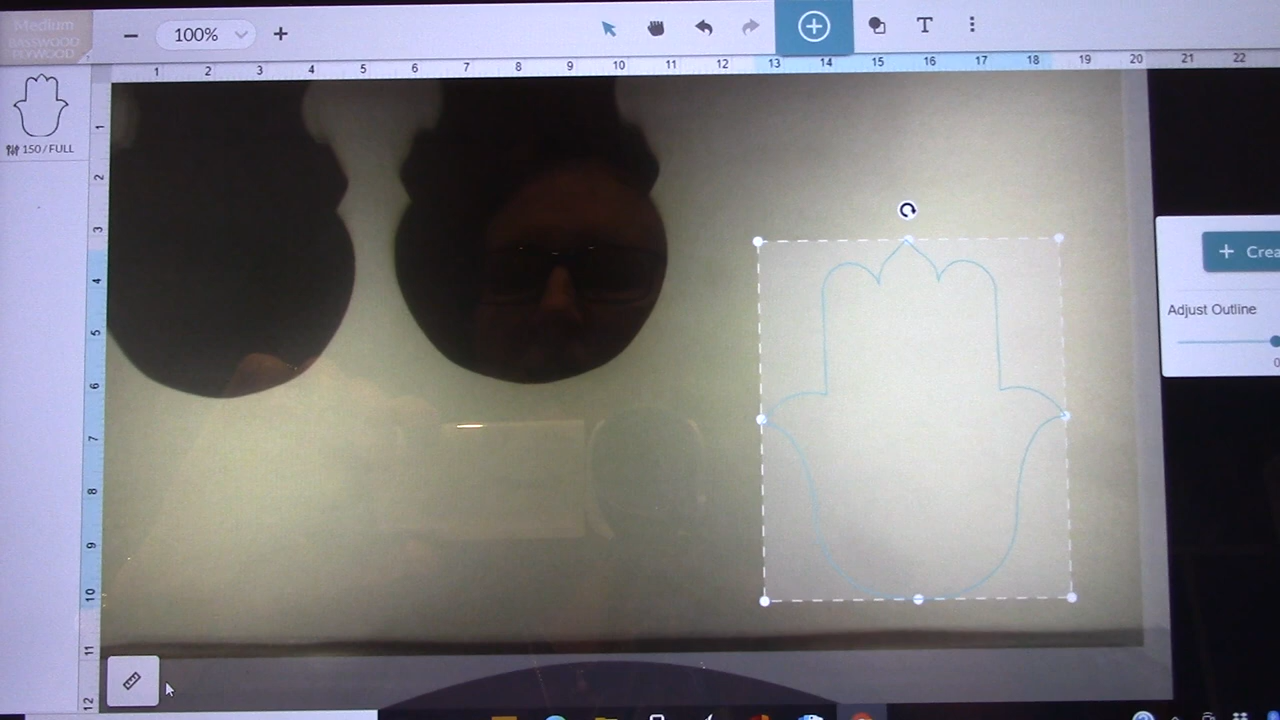 Medium
BASSWOOD
PLYWOOD
100%
T
1 2 3 4 5 6 7 8 9 10 11 12 13 14 15 16 17 18 19 20 21 22
150/FULL
1
2
3
4
5
6
7
8
9
10
11
12
+ Crea
Adjust Outline
0